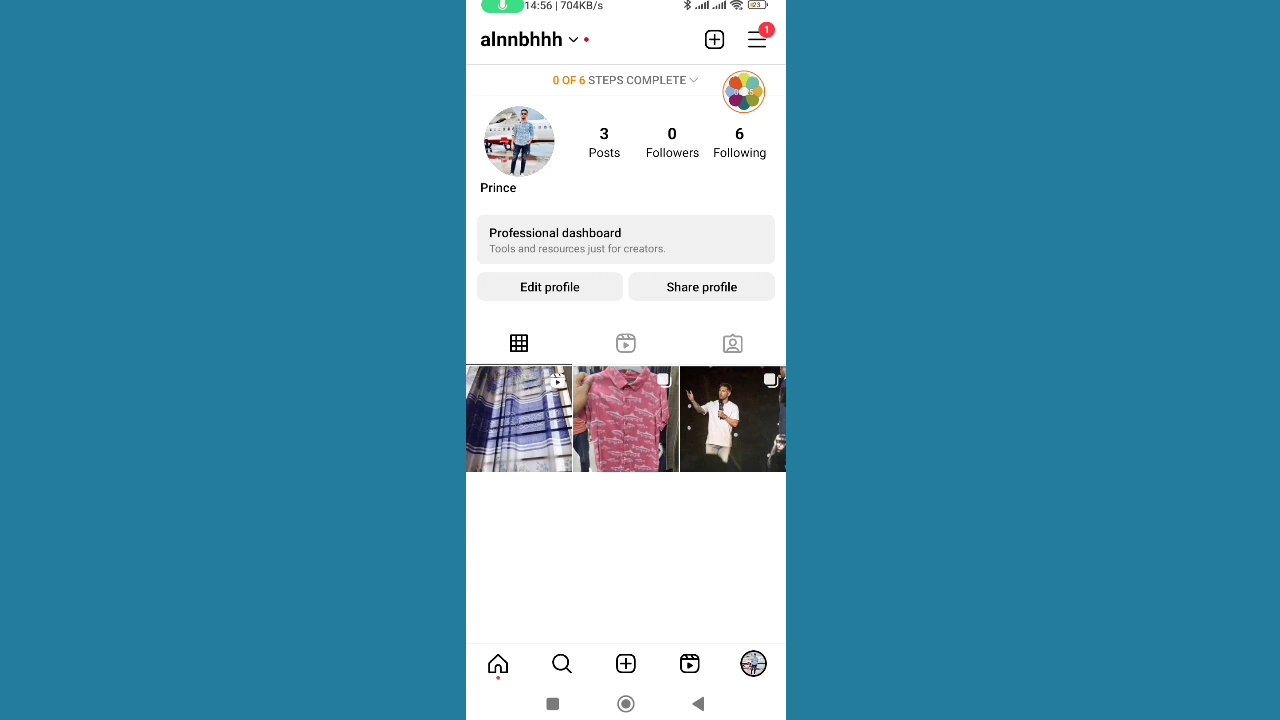 14:56 | 704KB/s
23
alnnbhhh
1
0 OF 6 STEPS COMPLETE
3
0
6
Posts
Followers
Following
Prince
Professional dashboard
Tools and resources just for creators.
Edit profile
Share profile